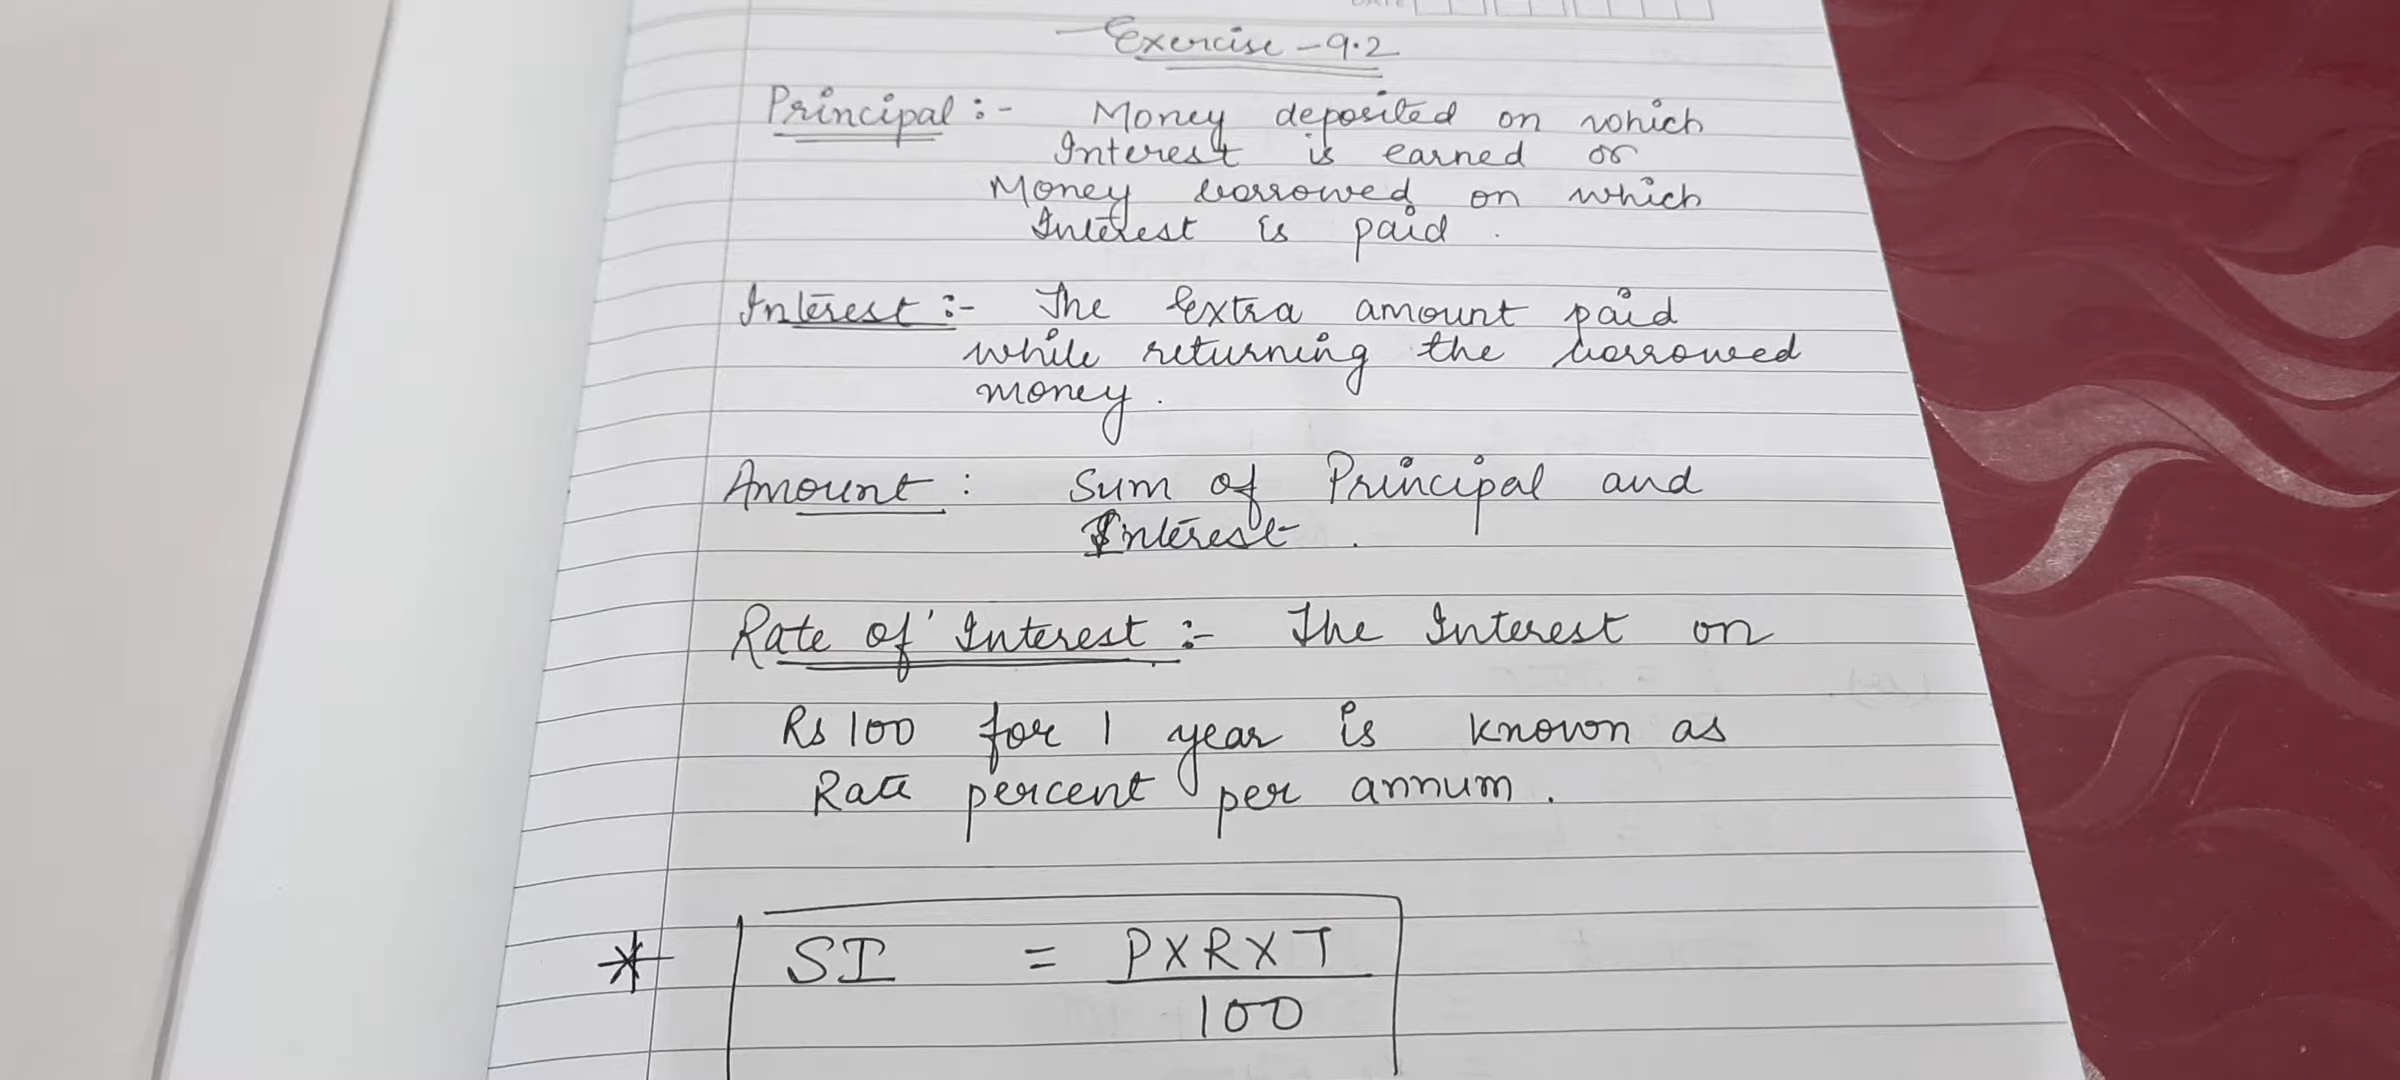 DATE
Exercise - 9.2
Principal :- Money deposited on which
Interest is earned or
Money borrowed on which
Interest is paid .
Interest :- The Extra amount paid
while returning the borrowed
money .
Amount : Sum of Principal and
Interest .
Rate of Interest :- The Interest on
Rs 100 for 1 year is known as
Rate percent per annum .
* SI = P X R X T
100